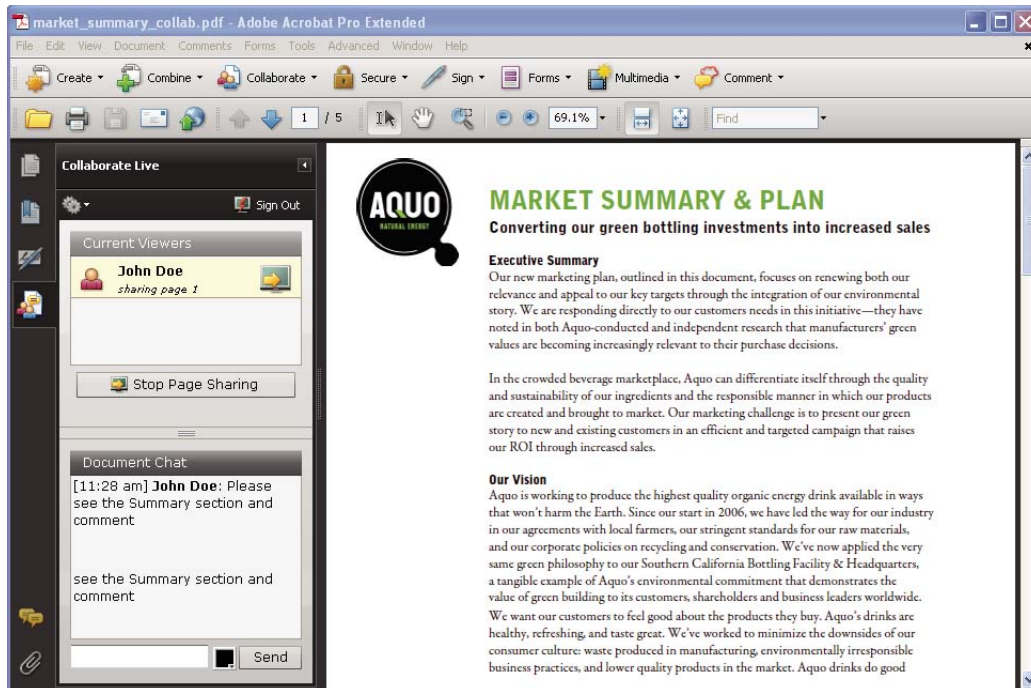 market_summary_collab.pdf - Adobe Acrobat Pro Extended
File Edit View Document Comments Forms Tools Advanced Window Help
Create Combine Collaborate Secure Sign Forms Multimedia Comment
1 / 5 69.1% Find
Collaborate Live
Sign Out
Current Viewers
John Doe
sharing page 1
Stop Page Sharing
Document Chat
[11:28 am] John Doe: Please
see the Summary section and
comment
see the Summary section and
comment
Send
AQUO
NATURAL ENERGY
MARKET SUMMARY & PLAN
Converting our green bottling investments into increased sales
Executive Summary
Our new marketing plan, outlined in this document, focuses on renewing both our
relevance and appeal to our key targets through the integration of our environmental
story. We are responding directly to our customers needs in this initiative—they have
noted in both Aquo-conducted and independent research that manufacturers' green
values are becoming increasingly relevant to their purchase decisions.
In the crowded beverage marketplace, Aquo can differentiate itself through the quality
and sustainability of our ingredients and the responsible manner in which our products
are created and brought to market. Our marketing challenge is to present our green
story to new and existing customers in an efficient and targeted campaign that raises
our ROI through increased sales.
Our Vision
Aquo is working to produce the highest quality organic energy drink available in ways
that won't harm the Earth. Since our start in 2006, we have led the way for our industry
in our agreements with local farmers, our stringent standards for our raw materials,
and our corporate policies on recycling and conservation. We've now applied the very
same green philosophy to our Southern California Bottling Facility & Headquarters,
a tangible example of Aquo's environmental commitment that demonstrates the
value of green building to its customers, shareholders and business leaders worldwide.
We want our customers to feel good about the products they buy. Aquo's drinks are
healthy, refreshing, and taste great. We've worked to minimize the downsides of our
consumer culture: waste produced in manufacturing, environmentally irresponsible
business practices, and lower quality products in the market. Aquo drinks do good